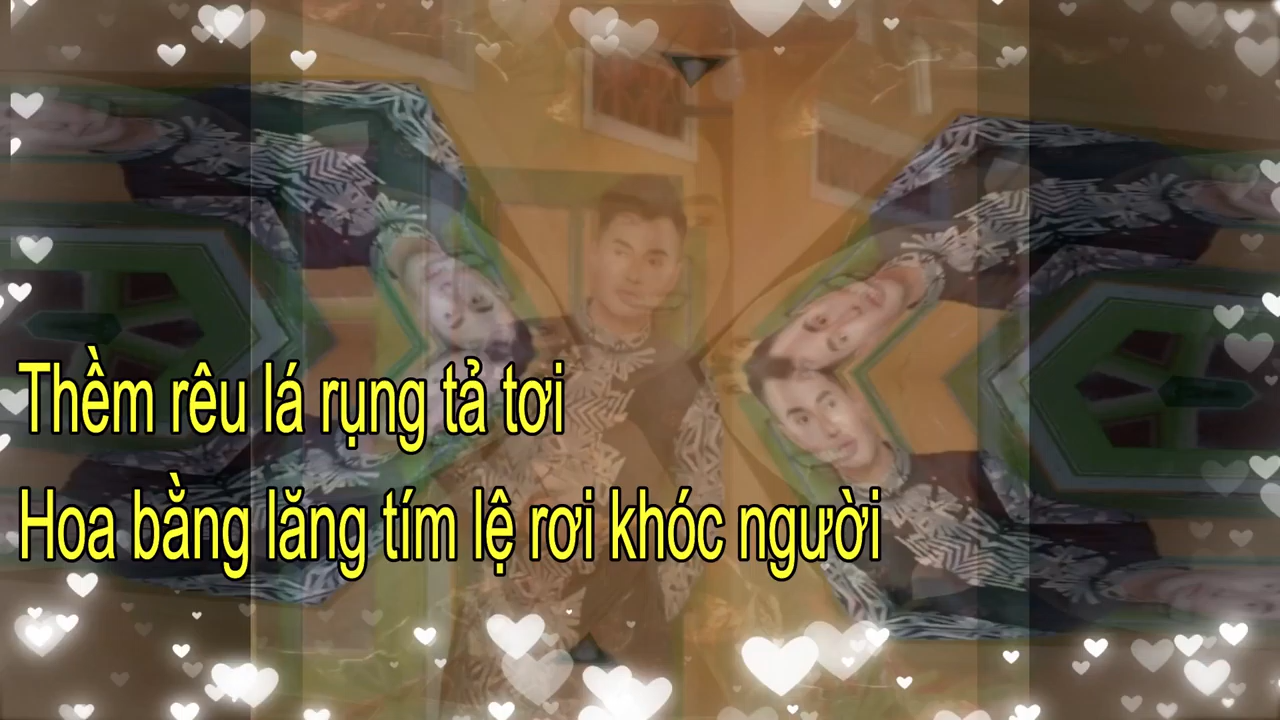 Thềm rêu lá rụng tả tơi
Hoa bằng lăng tím lệ rơi khóc người